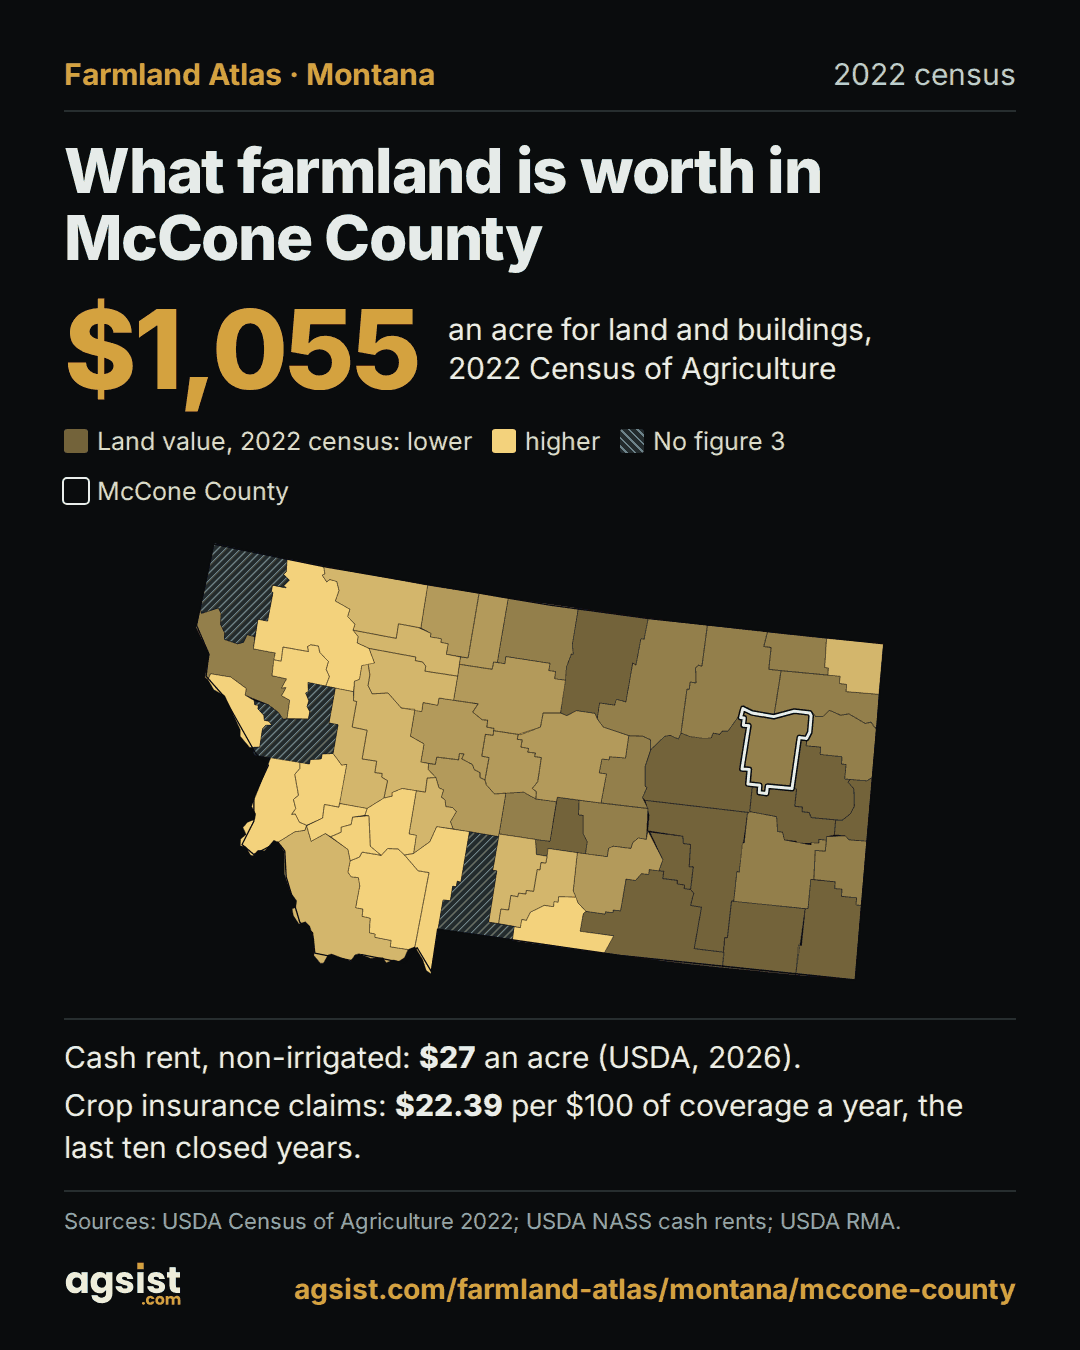 Farmland Atlas · Montana
2022 census
What farmland is worth in
McCone County
$1,055
an acre for land and buildings,
2022 Census of Agriculture
Land value, 2022 census: lower
higher
No figure 3
McCone County
Cash rent, non-irrigated: $27 an acre (USDA, 2026).
Crop insurance claims: $22.39 per $100 of coverage a year, the
last ten closed years.
Sources: USDA Census of Agriculture 2022; USDA NASS cash rents; USDA RMA.
agsist
.com
agsist.com/farmland-atlas/montana/mccone-county